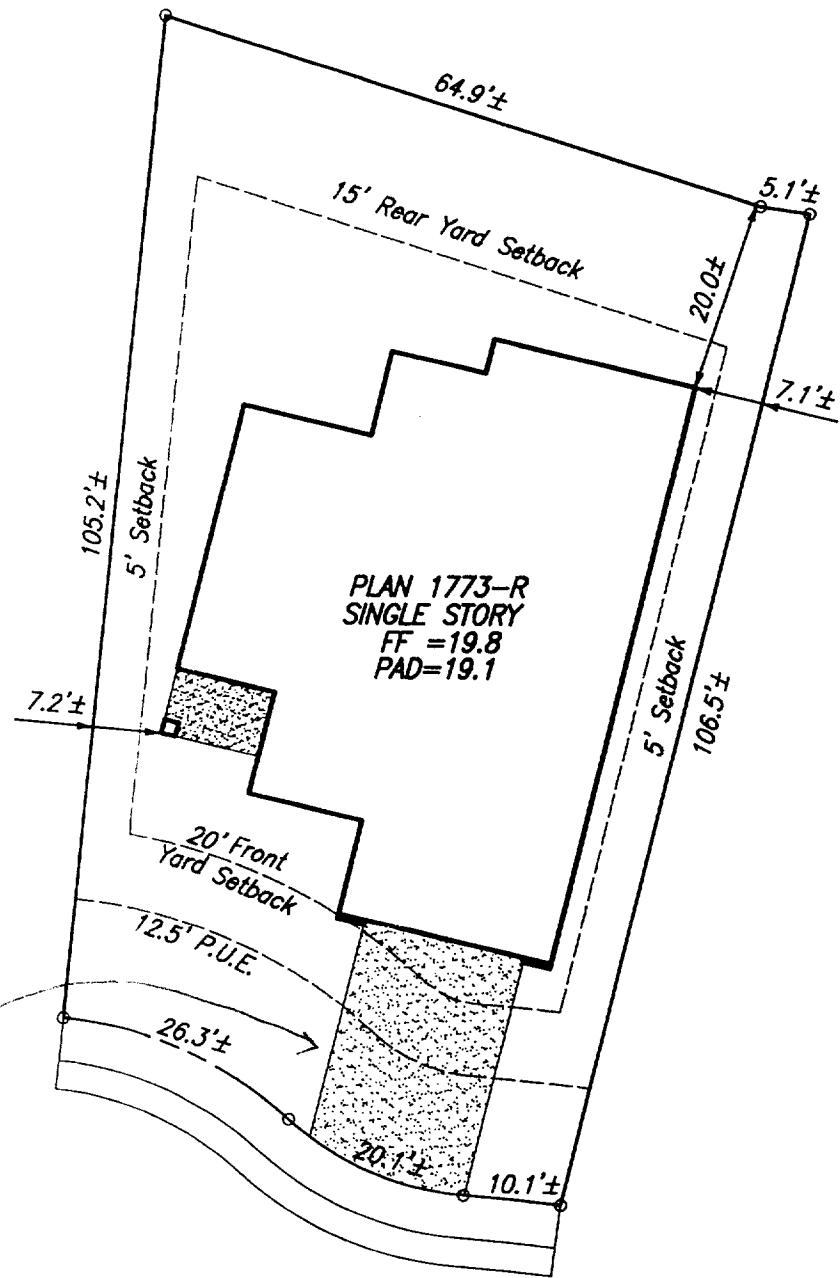 64.9'±
5.1'±
15' Rear Yard Setback
20.0±
7.1'±
105.2'±
5' Setback
PLAN 1773-R
SINGLE STORY
FF =19.8
PAD=19.1
5' Setback
106.5'±
7.2'±
20' Front
Yard Setback
12.5' P.U.E.
26.3'±
20.1'±
10.1'±